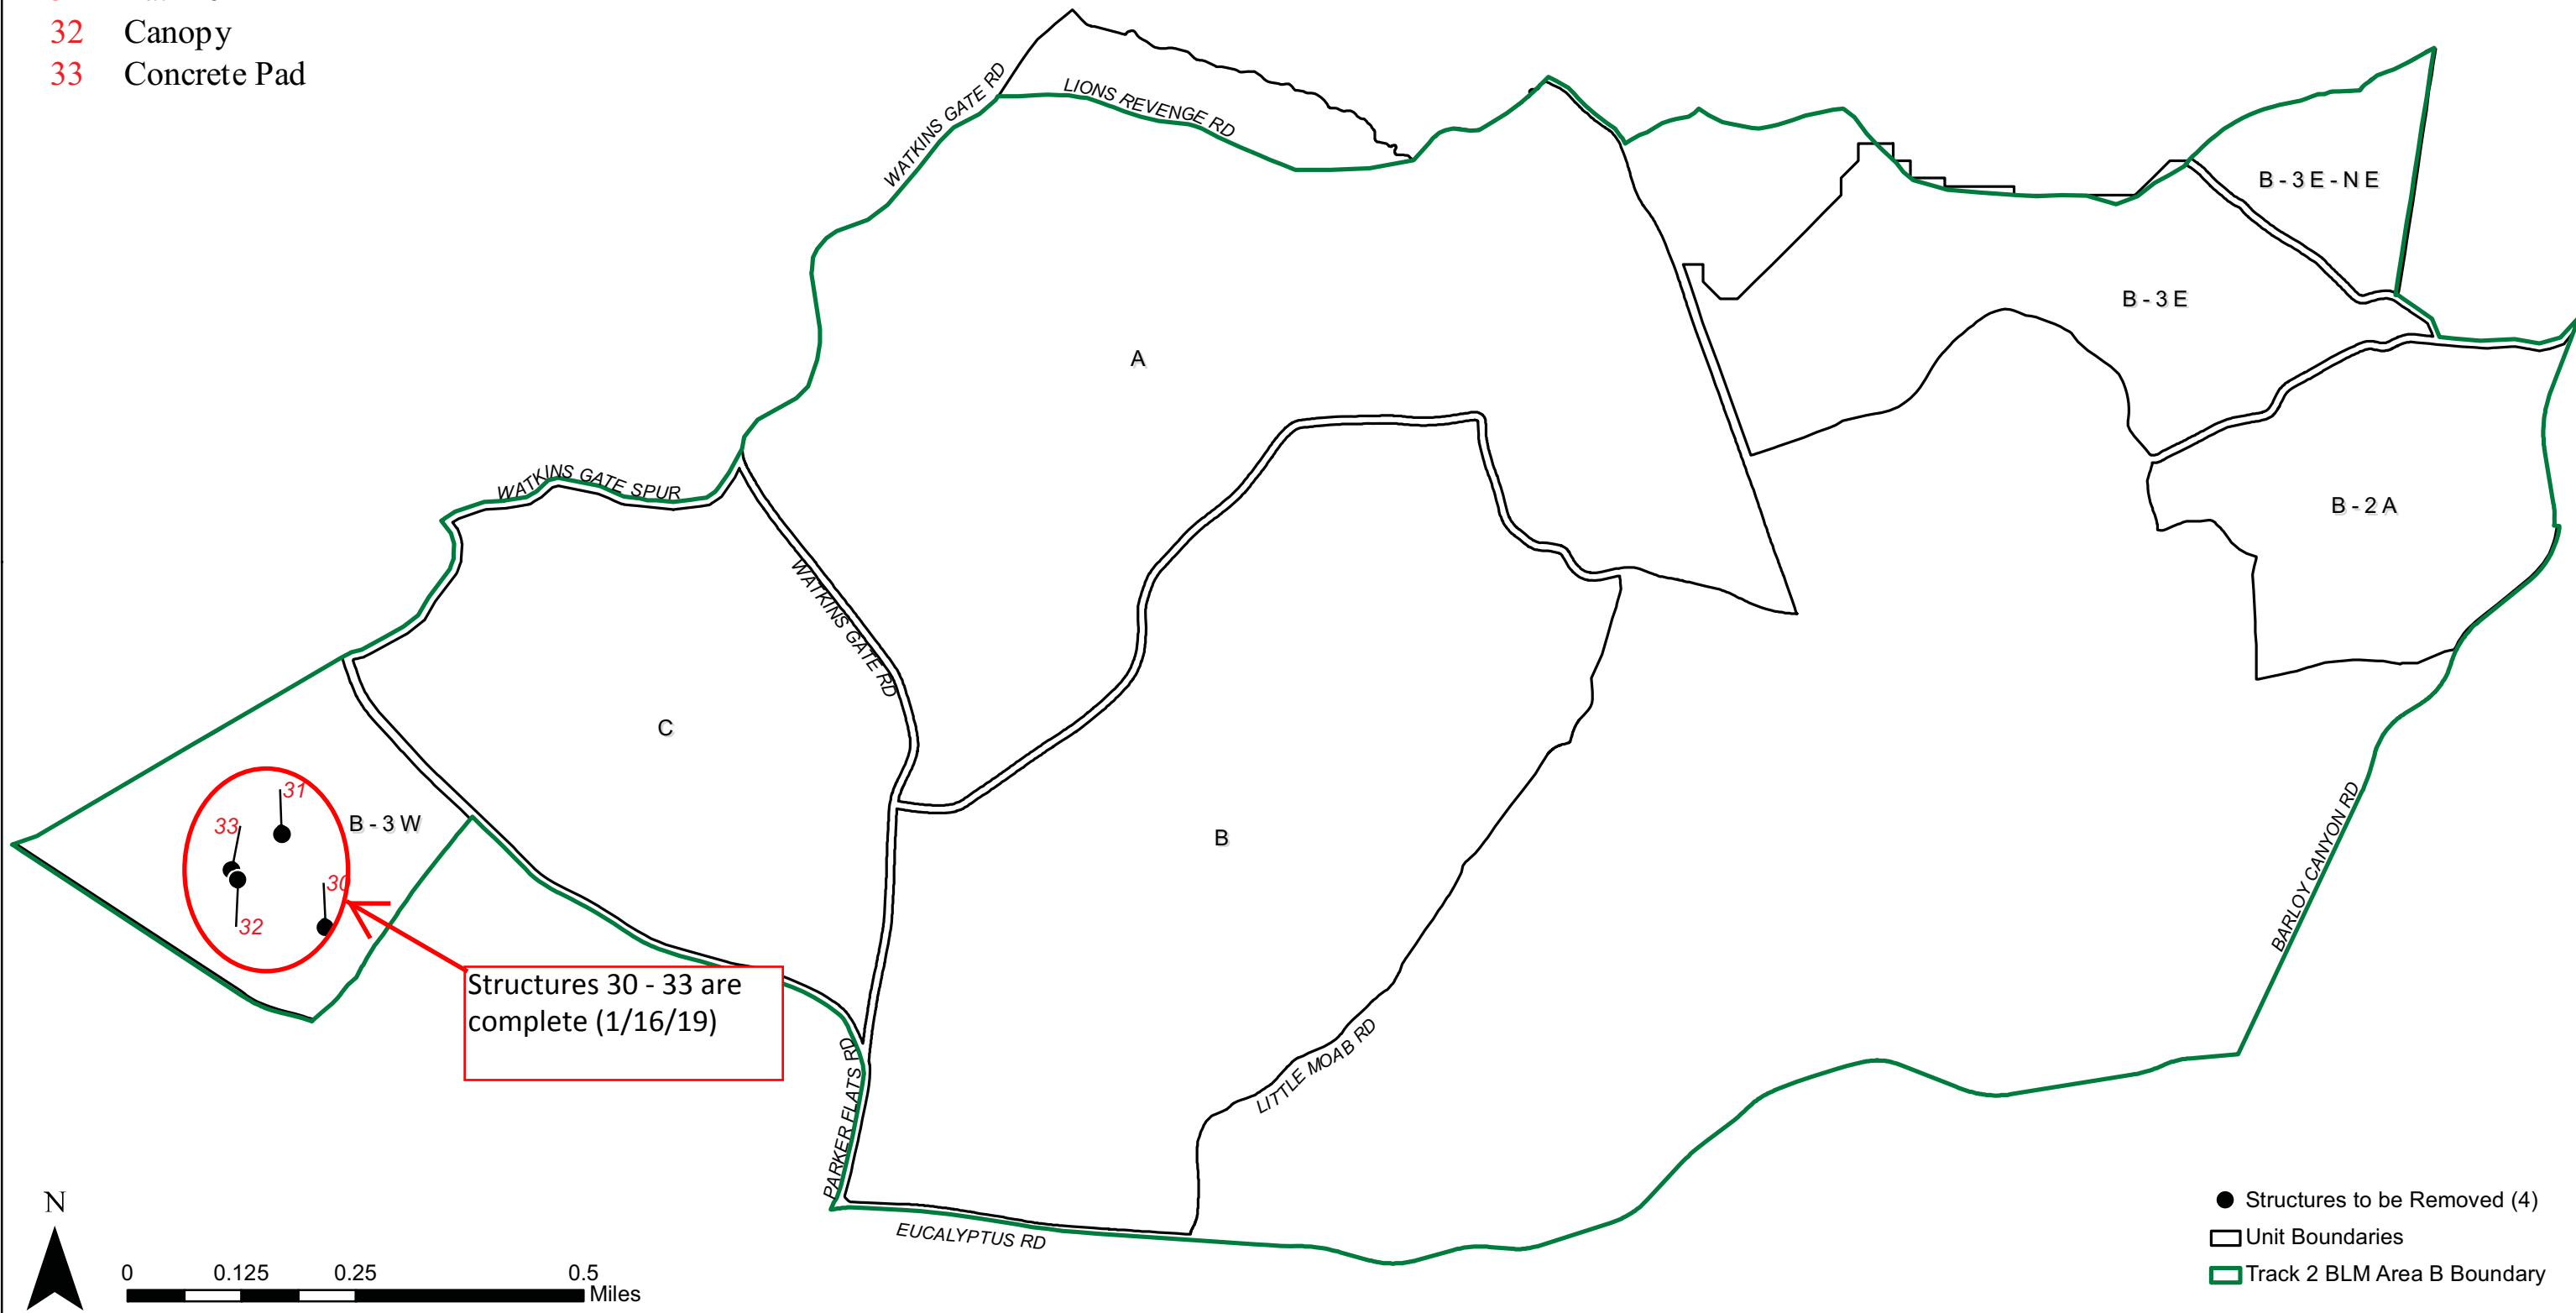 32 Canopy
33 Concrete Pad
WATKINS GATE RD
LIONS REVENGE RD
B-3E-NE
B-3E
A
WATKINS GATE SPUR
B-2A
WATKINS GATE RD
C
31
33
B-3W
B
30
32
BARLOY CANYON RD
Structures 30 - 33 are
complete (1/16/19)
LITTLE MOAB RD
PARKER FLATS RD
EUCALYPTUS RD
N
0 0.125 0.25 0.5
Miles
Structures to be Removed (4)
Unit Boundaries
Track 2 BLM Area B Boundary